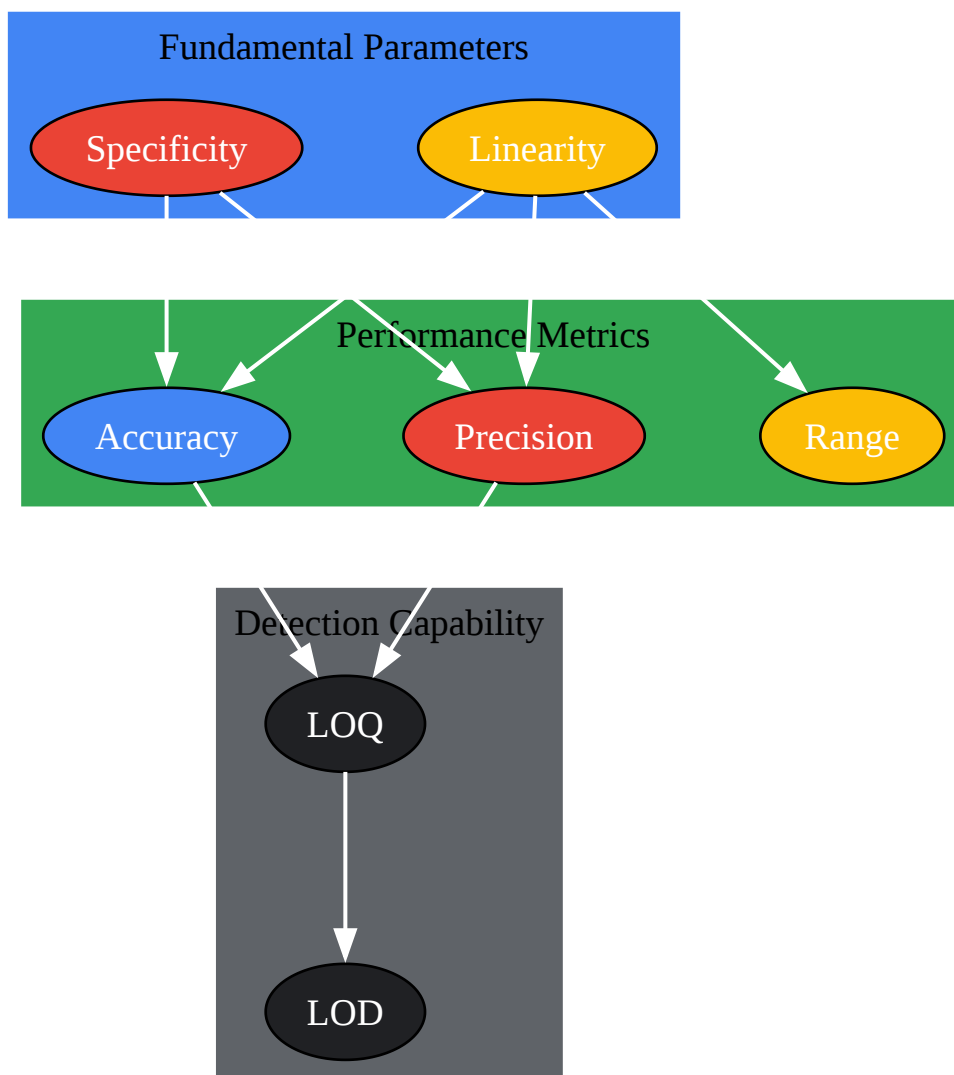 Fundamental Parameters
Specificity
Linearity
Performance Metrics
Accuracy
Precision
Range
Detection Capability
LOQ
LOD